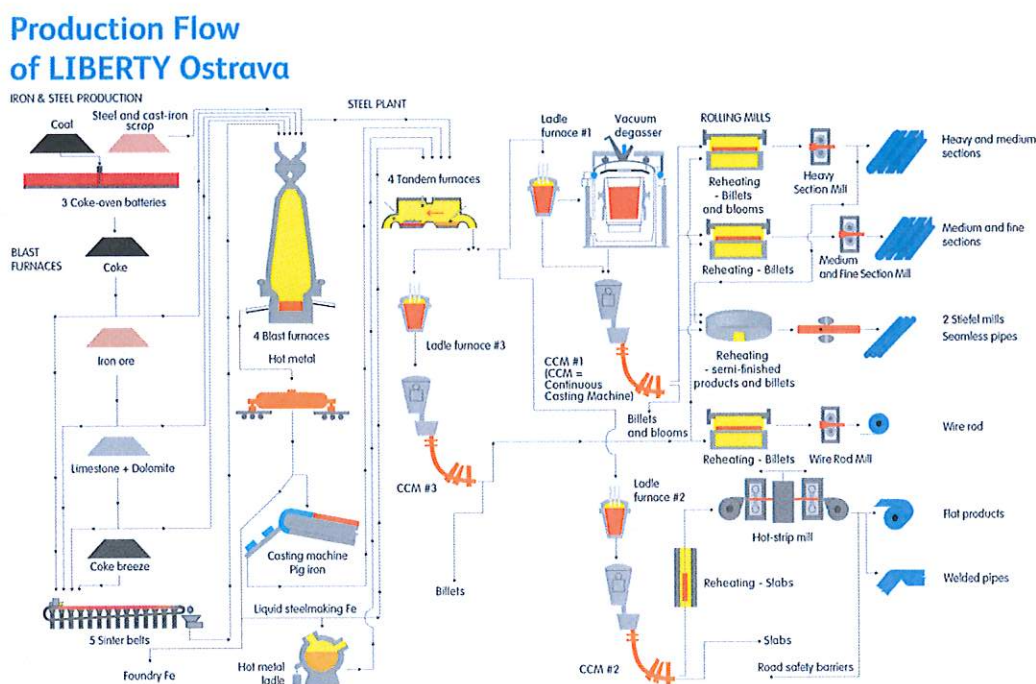 Production Flow
of LIBERTY Ostrava
IRON & STEEL PRODUCTION
Coal
Steel and cast-iron
scrap
3 Coke-oven batteries
BLAST
FURNACES
Coke
Iron ore
Limestone + Dolomite
Coke breeze
5 Sinter belts
Foundry Fe
4 Blast furnaces
Hot metal
Casting machine
Pig iron
Liquid steelmaking Fe
Hot metal
ladle
STEEL PLANT
4 Tandem furnaces
Ladle furnace #3
CCM #3
Billets
Ladle
furnace #1
Vacuum
degasser
CCM #1
(CCM =
Continuous
Casting Machine)
Billets
and blooms
Ladle
furnace #2
CCM #2
Slabs
Road safety barriers
Reheating - Slabs
ROLLING MILLS
Reheating
- Billets
and blooms
Heavy
Section Mill
Heavy and medium
sections
Reheating - Billets
Medium
and Fine Section Mill
Medium and fine
sections
Reheating
- semi-finished
products and billets
2 Stiefel mills
Seamless pipes
Reheating - Billets
Wire Rod Mill
Wire rod
Hot-strip mill
Flat products
Welded pipes